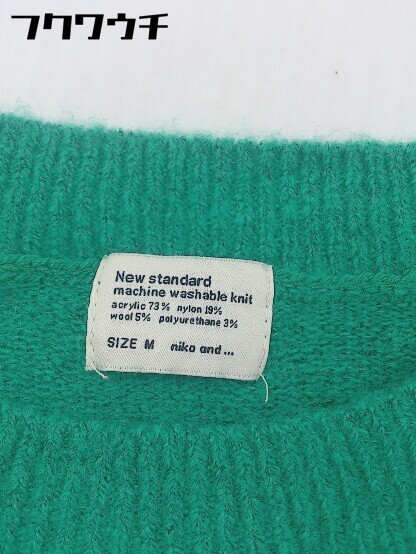 フクワウチ
New standard
machine washable knit
acrylic 73% nylon 19%
wool 5% polyurethane 3%
SIZE M niko and ...